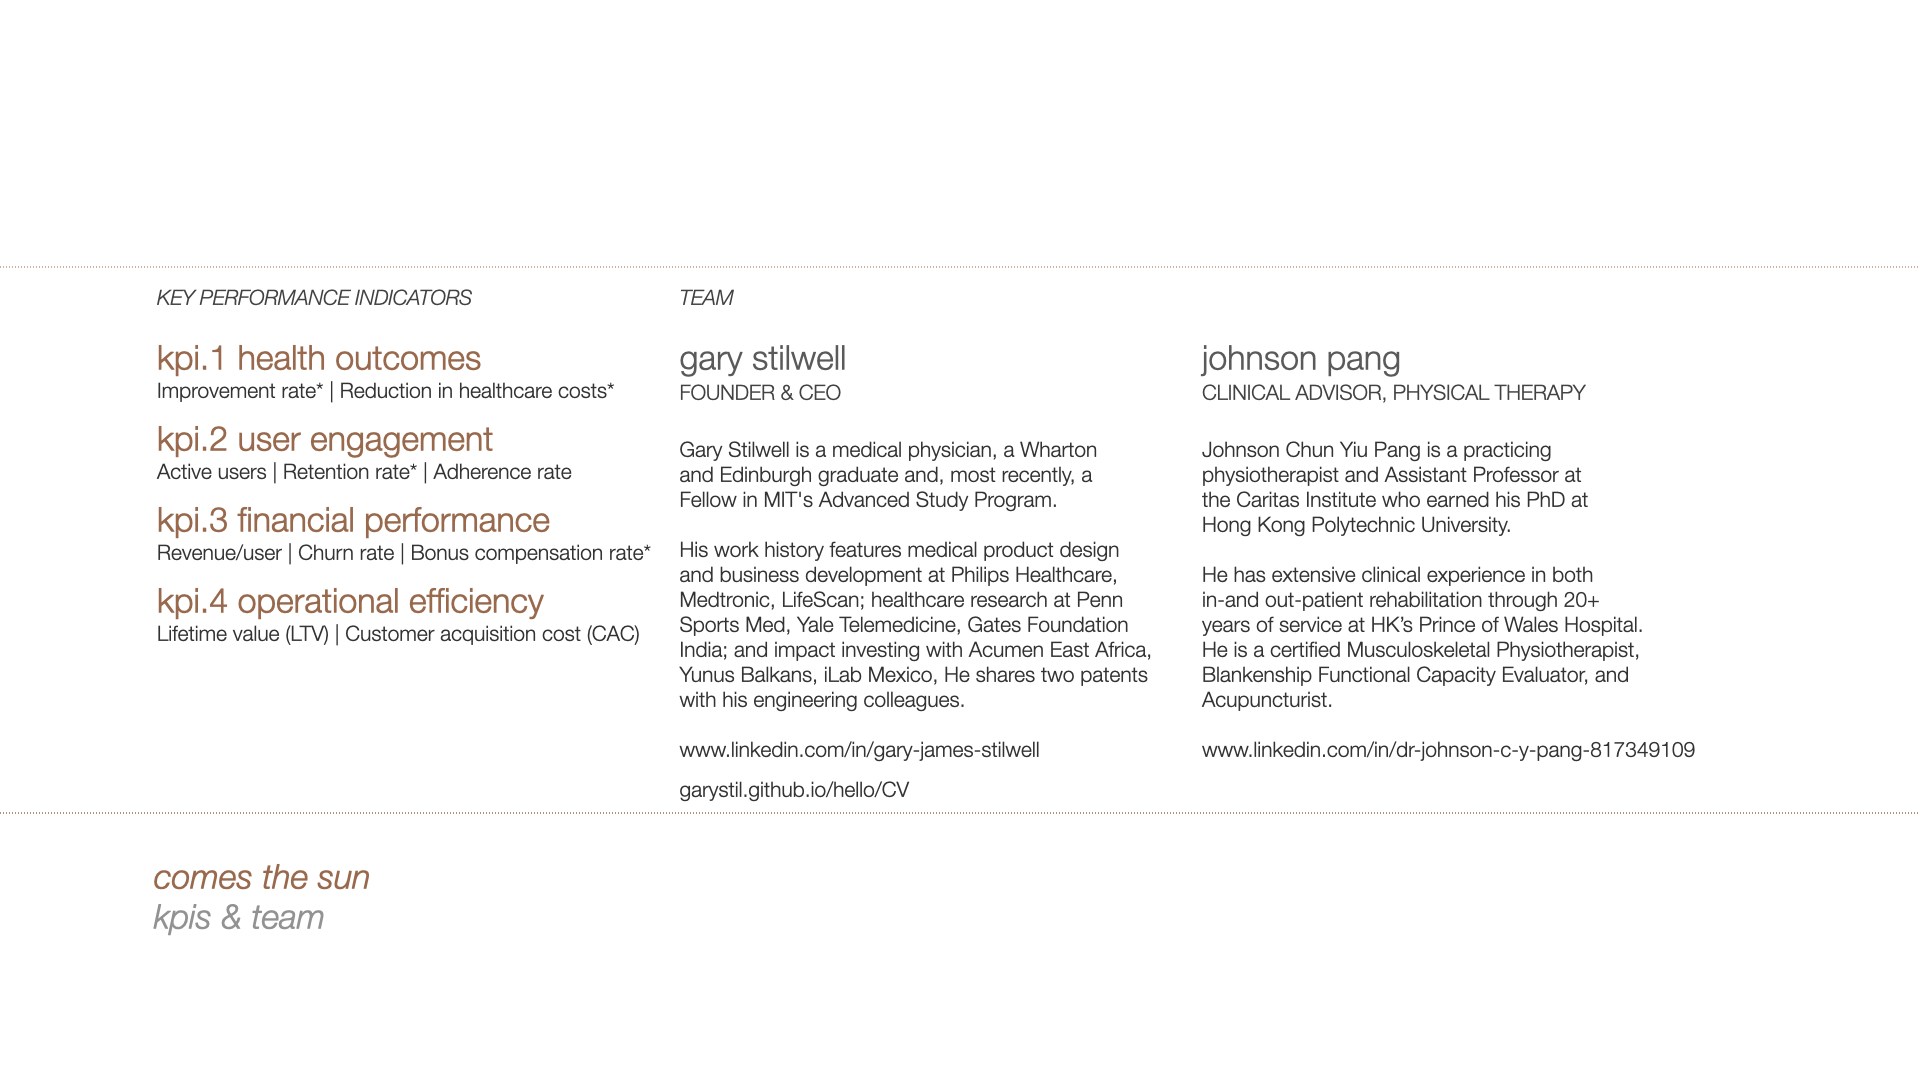 KEY PERFORMANCE INDICATORS
kpi.1 health outcomes
Improvement rate* | Reduction in healthcare costs*
kpi.2 user engagement
Active users | Retention rate* | Adherence rate
kpi.3 financial performance
Revenue/user | Churn rate | Bonus compensation rate*
kpi.4 operational efficiency
Lifetime value (LTV) | Customer acquisition cost (CAC)
TEAM
gary stilwell
FOUNDER & CEO
Gary Stilwell is a medical physician, a Wharton
and Edinburgh graduate and, most recently, a
Fellow in MIT's Advanced Study Program.
His work history features medical product design
and business development at Philips Healthcare,
Medtronic, LifeScan; healthcare research at Penn
Sports Med, Yale Telemedicine, Gates Foundation
India; and impact investing with Acumen East Africa,
Yunus Balkans, iLab Mexico, He shares two patents
with his engineering colleagues.
www.linkedin.com/in/gary-james-stilwell
garystil.github.io/hello/CV
johnson pang
CLINICAL ADVISOR, PHYSICAL THERAPY
Johnson Chun Yiu Pang is a practicing
physiotherapist and Assistant Professor at
the Caritas Institute who earned his PhD at
Hong Kong Polytechnic University.
He has extensive clinical experience in both
in-and out-patient rehabilitation through 20+
years of service at HK’s Prince of Wales Hospital.
He is a certified Musculoskeletal Physiotherapist,
Blankenship Functional Capacity Evaluator, and
Acupuncturist.
www.linkedin.com/in/dr-johnson-c-y-pang-817349109
comes the sun
kpis & team